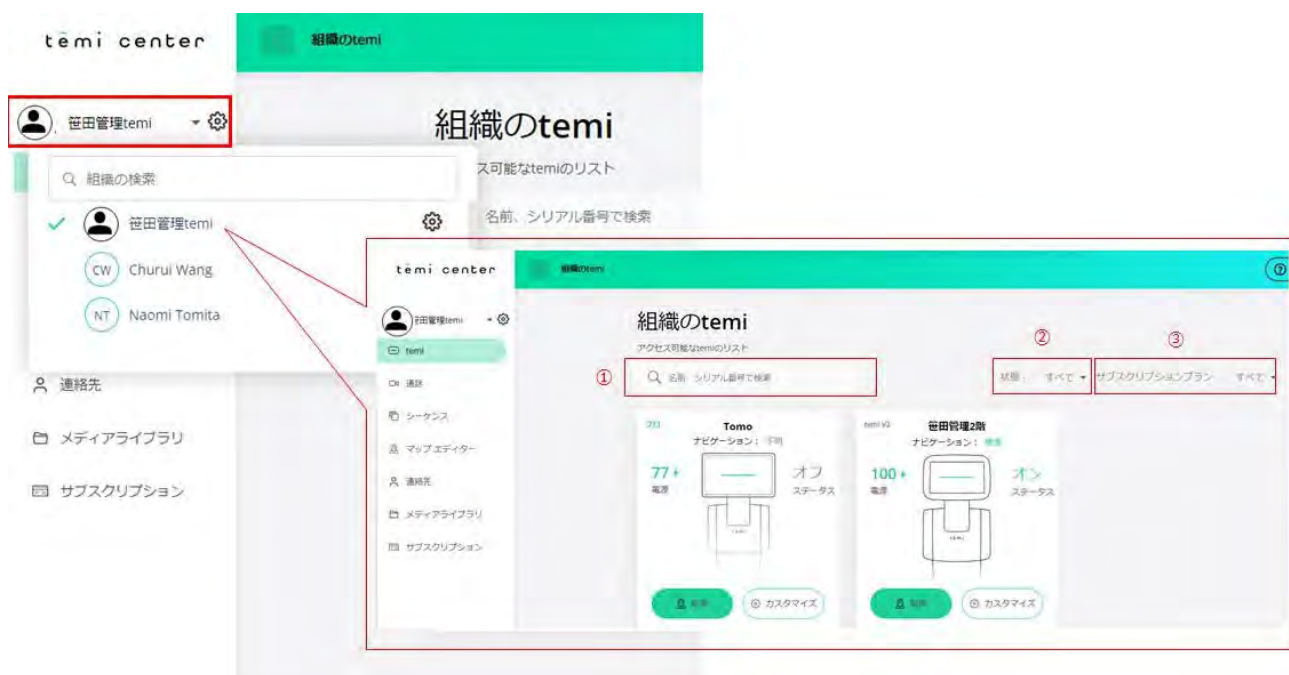 temi center
組織のtemi
笹田管理temi
組織のtemi
ス可能なtemiのリスト
組織の検索
名前、シリアル番号で検索
笹田管理temi
CW Churui Wang
NT Naomi Tomita
連絡先
メディアライブラリ
サブスクリプション
temi center
組織のtemi
笹田管理temi
temi
通話
シーケンス
マップエディター
連絡先
メディアライブラリ
サブスクリプション
組織のtemi
アクセス可能なtemiのリスト
① 名前、シリアル番号で検索
②
状態: すべて
③
サブスクリプションプラン すべて
Tomo
ナビゲーション: 不明
77
電源
オフ
ステータス
カスタマイズ
temi V3
笹田管理2階
ナビゲーション:
100
電源
オン
ステータス
カスタマイズ